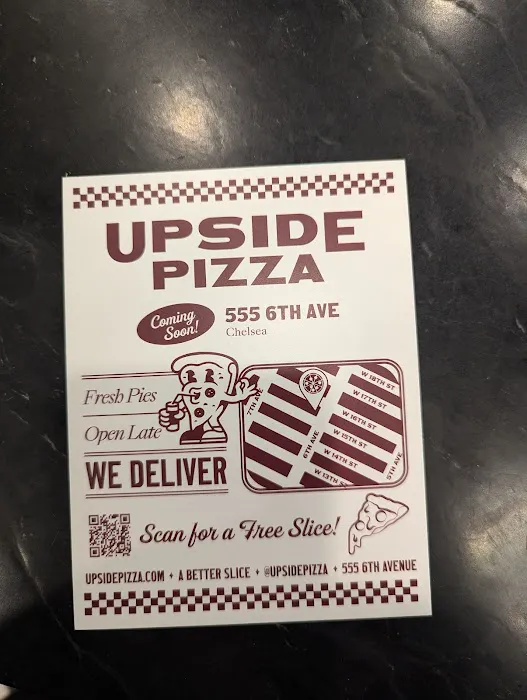 UPSIDE
PIZZA
Coming
Soon!
555 6TH AVE
Chelsea
Fresh Pies
Open Late
WE DELIVER
7TH AVE
6TH AVE
5TH AVE
W 18TH ST
W 17TH ST
W 16TH ST
W 15TH ST
W 14TH ST
W 13TH ST
Scan for a Free Slice!
UPSIDEPIZZA.COM + A BETTER SLICE + @UPSIDEPIZZA + 555 6TH AVENUE